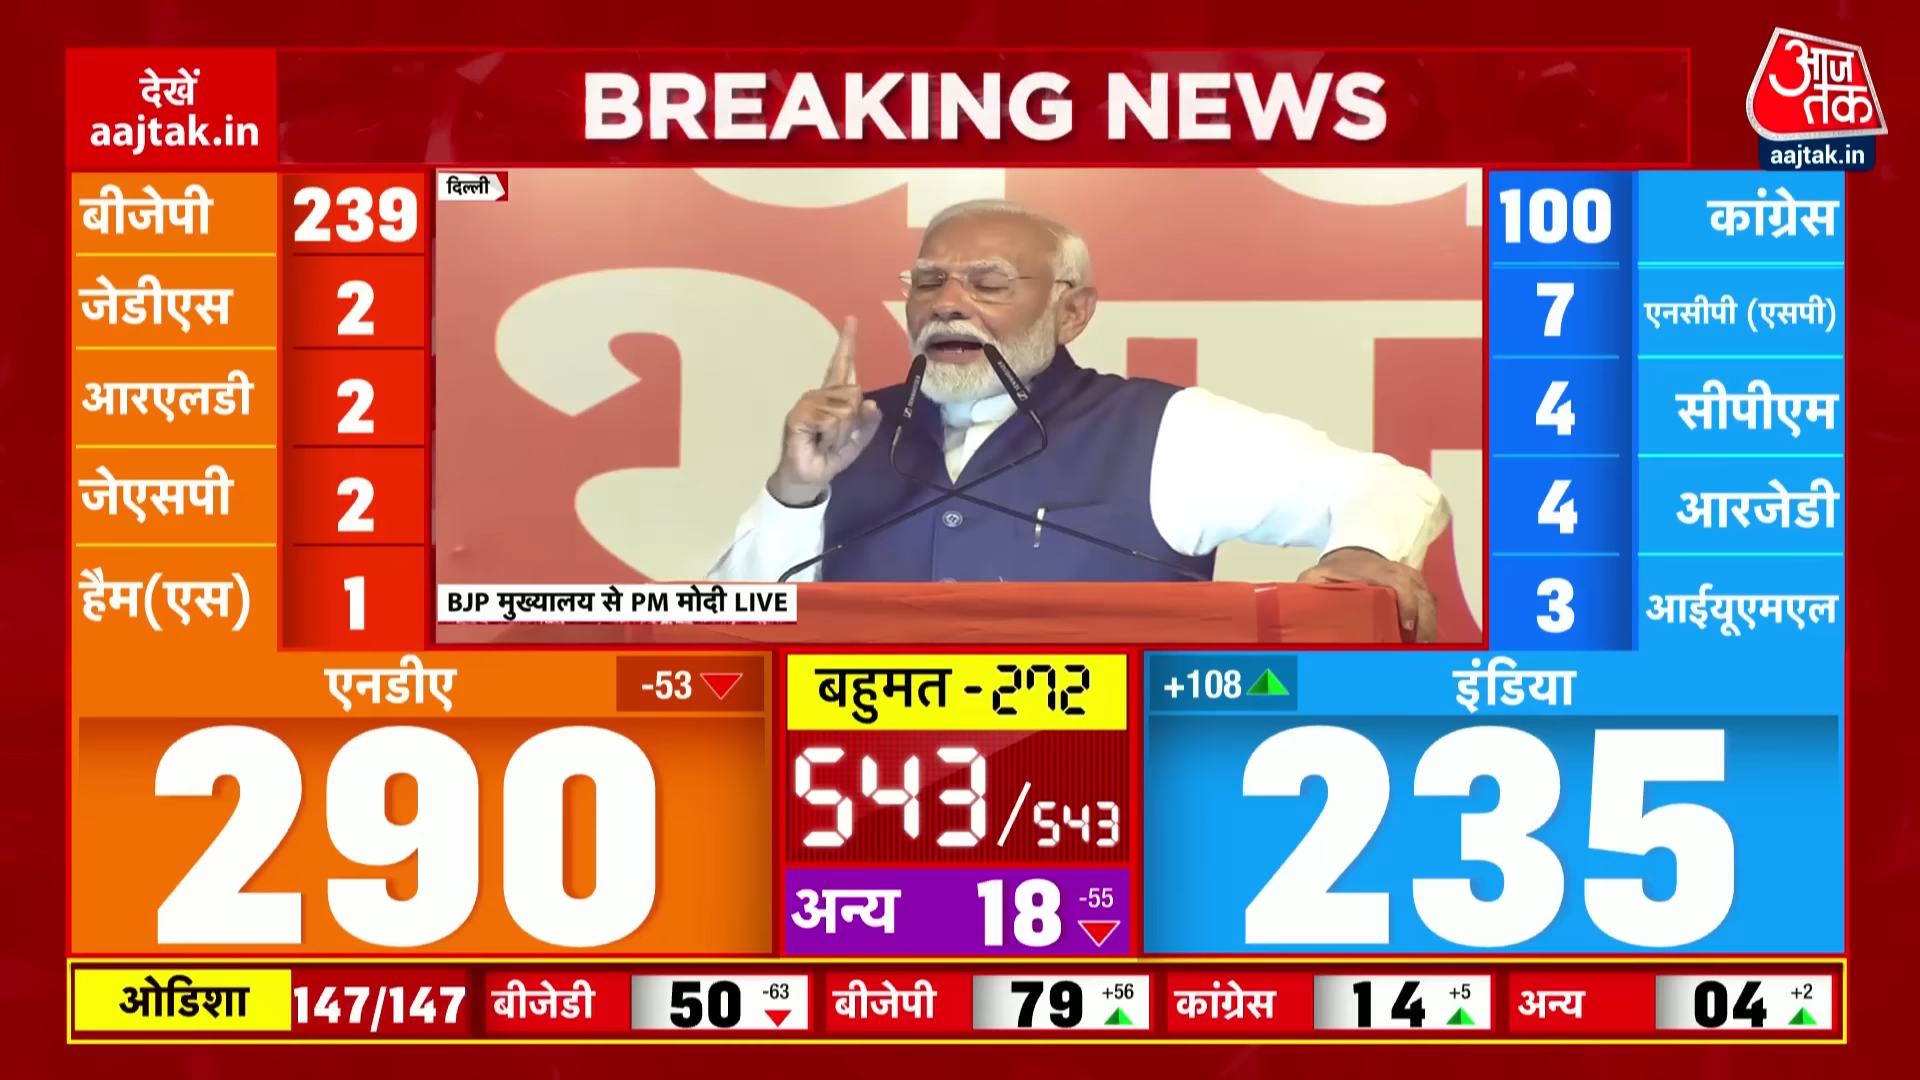 देखें
aajtak.in
BREAKING NEWS
आज
तक
aajtak.in
दिल्ली
बीजेपी 239
जेडीएस 2
आरएलडी 2
जेएसपी 2
हैम(एस) 1
100 कांग्रेस
7 एनसीपी (एसपी)
4 सीपीएम
4 आरजेडी
3 आईयूएमएल
BJP मुख्यालय से PM मोदी LIVE
एनडीए -53
290
बहुमत - 272
543/543
अन्य 18 -55
+108 इंडिया
235
ओडिशा 147/147 बीजेडी 50 -63 बीजेपी 79 +56 कांग्रेस 14 +5 अन्य 04 +2